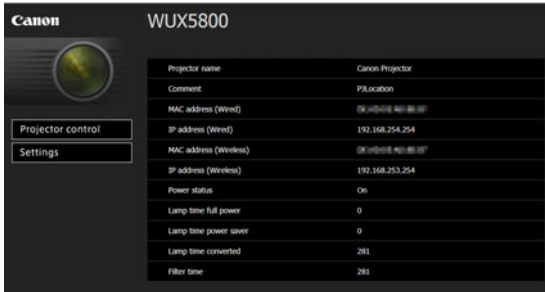 Canon
WUX5800
Projector control
Settings
Projector name Canon Projector
Comment PJLocation
MAC address (Wired)
IP address (Wired) 192.168.254.254
MAC address (Wireless)
IP address (Wireless) 192.168.253.254
Power status On
Lamp time full power 0
Lamp time power saver 0
Lamp time converted 281
Filter time 281